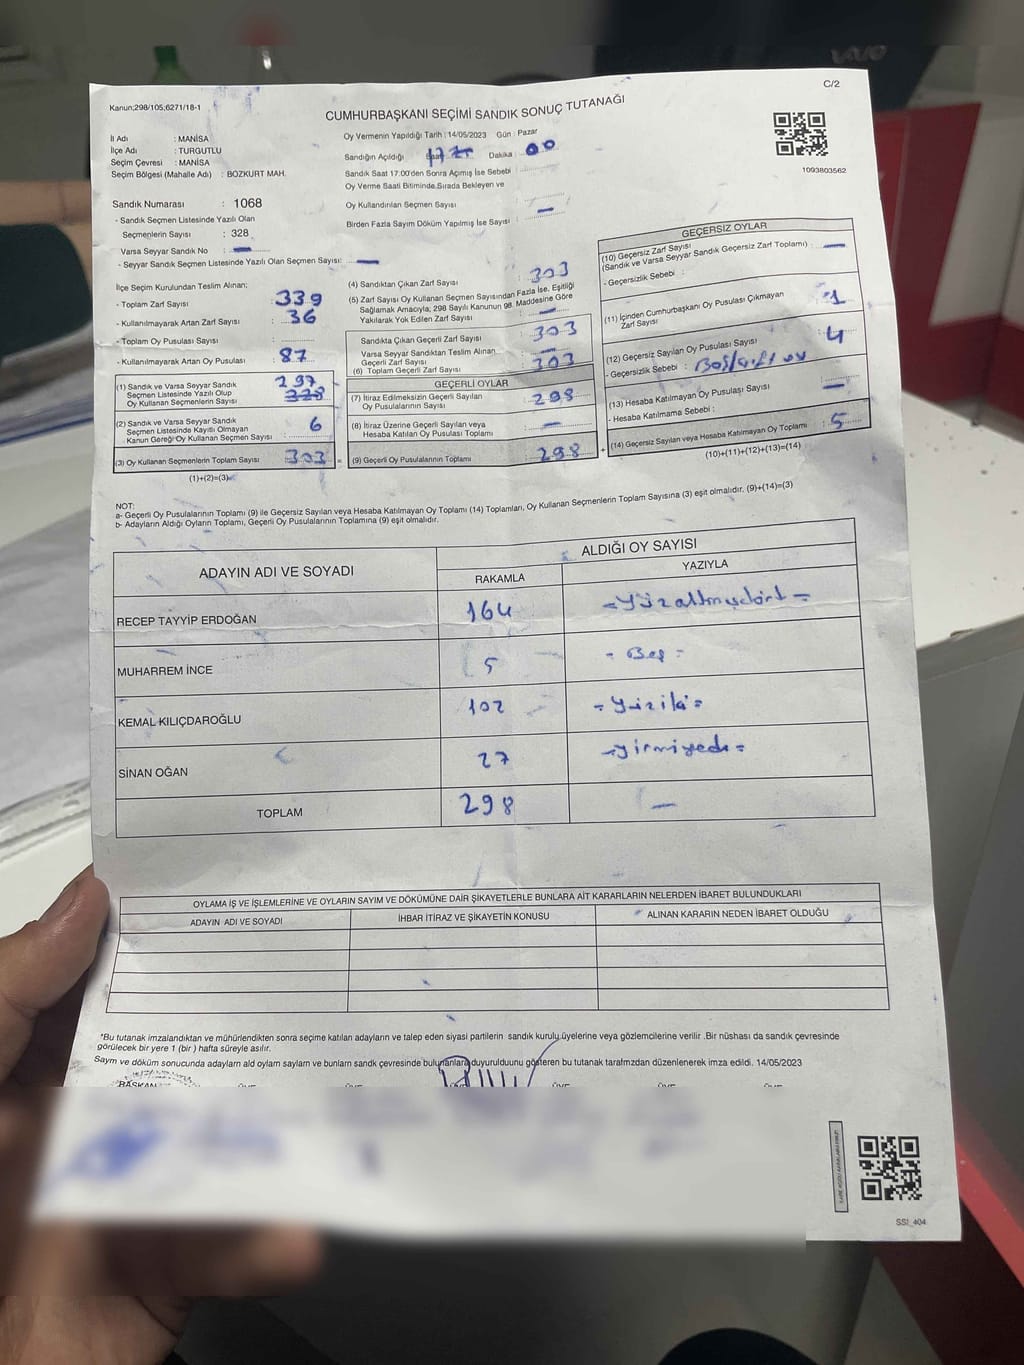 C/2
Kanun;298/105;6271/18-1
CUMHURBAŞKANI SEÇİMİ SANDIK SONUÇ TUTANAĞI
İl Adı : MANİSA
İlçe Adı : TURGUTLU
Seçim Çevresi : MANİSA
Seçim Bölgesi (Mahalle Adı) : BOZKURT MAH.
Oy Vermenin Yapıldığı Tarih : 14/05/2023 Gün : Pazar
Sandığın Açıldığı Saat 17 Dakika : 00
Sandık Saat 17.00'den Sonra Açımış İse Sebebi :
Oy Verme Saati Bitiminde,Sırada Bekleyen ve
Oy Kullandırılan Seçmen Sayısı :
Birden Fazla Sayım Döküm Yapılmış İse Sayısı : —
1093803562
Sandık Numarası : 1068
- Sandık Seçmen Listesinde Yazılı Olan
Seçmenlerin Sayısı : 328
Varsa Seyyar Sandık No : —
- Seyyar Sandık Seçmen Listesinde Yazılı Olan Seçmen Sayısı: —
İlçe Seçim Kurulundan Teslim Alınan;
- Toplam Zarf Sayısı : 339
- Kullanılmayarak Artan Zarf Sayısı : 36
- Toplam Oy Pusulası Sayısı :
- Kullanılmayarak Artan Oy Pusulası : 87
(1) Sandık ve Varsa Seyyar Sandık
Seçmen Listesinde Yazılı Olup
Oy Kullanan Seçmenlerin Sayısı : 297 328
(2) Sandık ve Varsa Seyyar Sandık
Seçmen Listesinde Kayıtlı Olmayan
Kanun Gereği Oy Kullanan Seçmen Sayısı : 6
(3) Oy Kullanan Seçmenlerin Toplam Sayısı : 303 =
(1)+(2)=(3)
(4) Sandıktan Çıkan Zarf Sayısı : 303
(5) Zarf Sayısı Oy Kullanan Seçmen Sayısından Fazla İse, Eşitliği
Sağlamak Amacıyla; 298 Sayılı Kanunun 98. Maddesine Göre
Yakılarak Yok Edilen Zarf Sayısı : —
Sandıkta Çıkan Geçerli Zarf Sayısı : 303
Varsa Seyyar Sandıktan Teslim Alınan
Geçerli Zarf Sayısı : —
(6) Toplam Geçerli Zarf Sayısı : 303
GEÇERLİ OYLAR
(7) İtiraz Edilmeksizin Geçerli Sayılan
Oy Pusulalarının Sayısı : 298
(8) İtiraz Üzerine Geçerli Sayılan veya
Hesaba Katılan Oy Pusulası Toplamı : —
(9) Geçerli Oy Pusulalarının Toplamı : 298 +
GEÇERSİZ OYLAR
(10) Geçersiz Zarf Sayısı
(Sandık ve Varsa Seyyar Sandık Geçersiz Zarf Toplamı) : —
- Geçersizlik Sebebi :
(11) İçinden Cumhurbaşkanı Oy Pusulası Çıkmayan
Zarf Sayısı : 1
(12) Geçersiz Sayılan Oy Pusulası Sayısı : 4
- Geçersizlik Sebebi : oy
(13) Hesaba Katılmayan Oy Pusulası Sayısı : —
- Hesaba Katılmama Sebebi :
(14) Geçersiz Sayılan veya Hesaba Katılmayan Oy Toplamı : 5
(10)+(11)+(12)+(13)=(14)
NOT:
a- Geçerli Oy Pusulalarının Toplamı (9) ile Geçersiz Sayılan veya Hesaba Katılmayan Oy Toplamı (14) Toplamları, Oy Kullanan Seçmenlerin Toplam Sayısına (3) eşit olmalıdır. (9)+(14)=(3)
b- Adayların Aldığı Oyların Toplamı, Geçerli Oy Pusulalarının Toplamına (9) eşit olmalıdır.
ADAYIN ADI VE SOYADI
ALDIĞI OY SAYISI
RAKAMLA YAZIYLA
RECEP TAYYİP ERDOĞAN 164 = Yüzaltmışdört =
MUHARREM İNCE 5 - Beş =
KEMAL KILIÇDAROĞLU 102 = Yüziki =
SİNAN OĞAN 27 = yirmiyedi =
TOPLAM 298 —
OYLAMA İŞ VE İŞLEMLERİNE VE OYLARIN SAYIM VE DÖKÜMÜNE DAİR ŞİKAYETLERLE BUNLARA AİT KARARLARIN NELERDEN İBARET BULUNDUKLARI
ADAYIN ADI VE SOYADI İHBAR İTİRAZ VE ŞİKAYETİN KONUSU ALINAN KARARIN NEDEN İBARET OLDUĞU
*Bu tutanak imzalandıktan ve mühürlendikten sonra seçime katılan adayların ve talep eden siyasi partilerin sandık kurulu üyelerine veya gözlemcilerine verilir .Bir nüshası da sandık çevresinde
görülecek bir yere 1 (bir ) hafta süreyle asılır.
Sayım ve döküm sonucunda adayların aldı oyların sayların ve bunların sandk çevresinde bulunanlara duyurulduunu gösteren bu tutanak tarafmzdan düzenlenerek imza edildi. 14/05/2023
BAŞKAN ÜYE ÜYE ÜYE ÜYE ÜYE
SSI_404